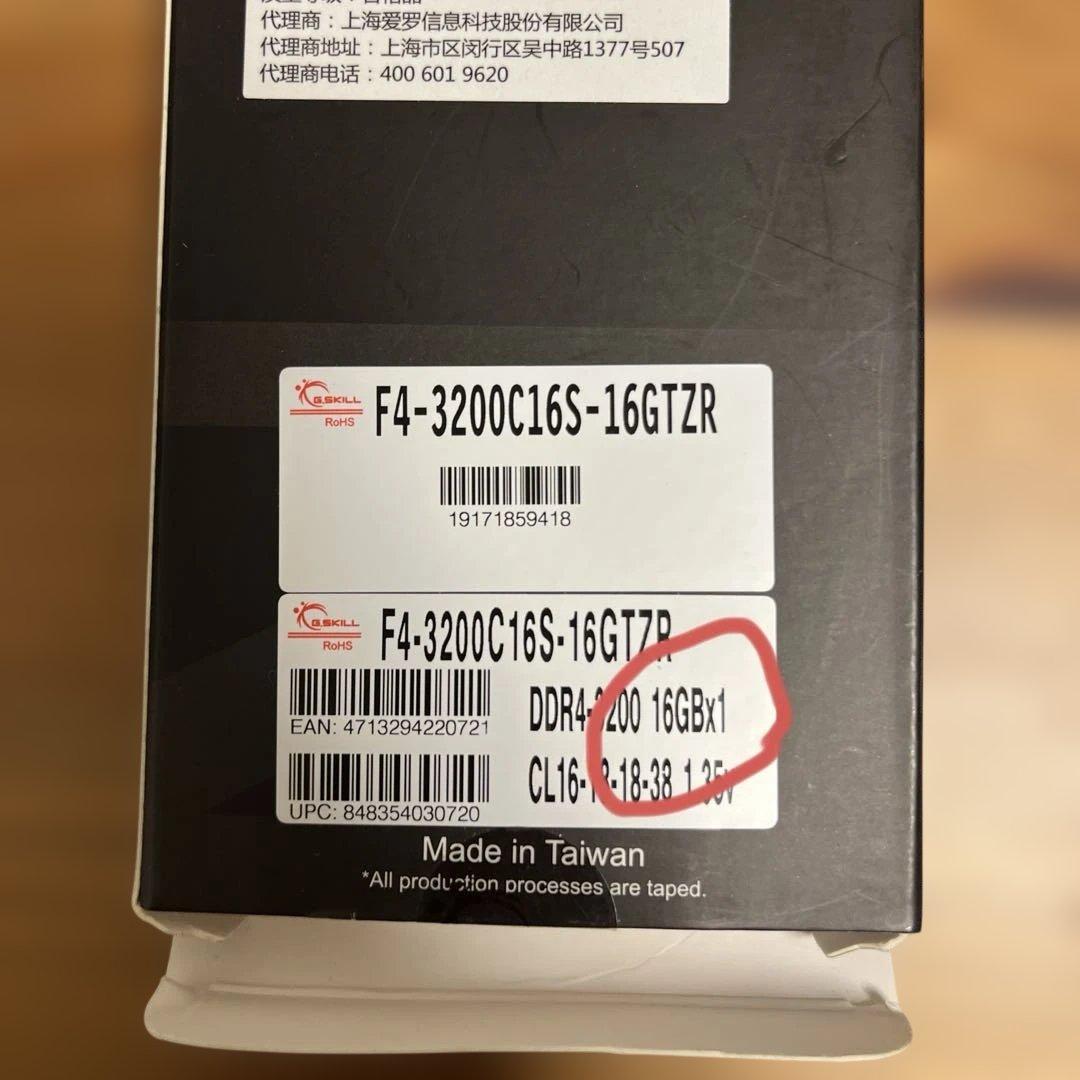 代理商：上海爱罗信息科技股份有限公司
代理商地址：上海市区闵行区吴中路1377号507
代理商电话：400 601 9620
G.SKILL
RoHS
F4-3200C16S-16GTZR
19171859418
G.SKILL
RoHS
F4-3200C16S-16GTZR
EAN: 4713294220721
DDR4-3200 16GBx1
CL16-18-18-38 1.35v
UPC: 848354030720
Made in Taiwan
*All production processes are taped.